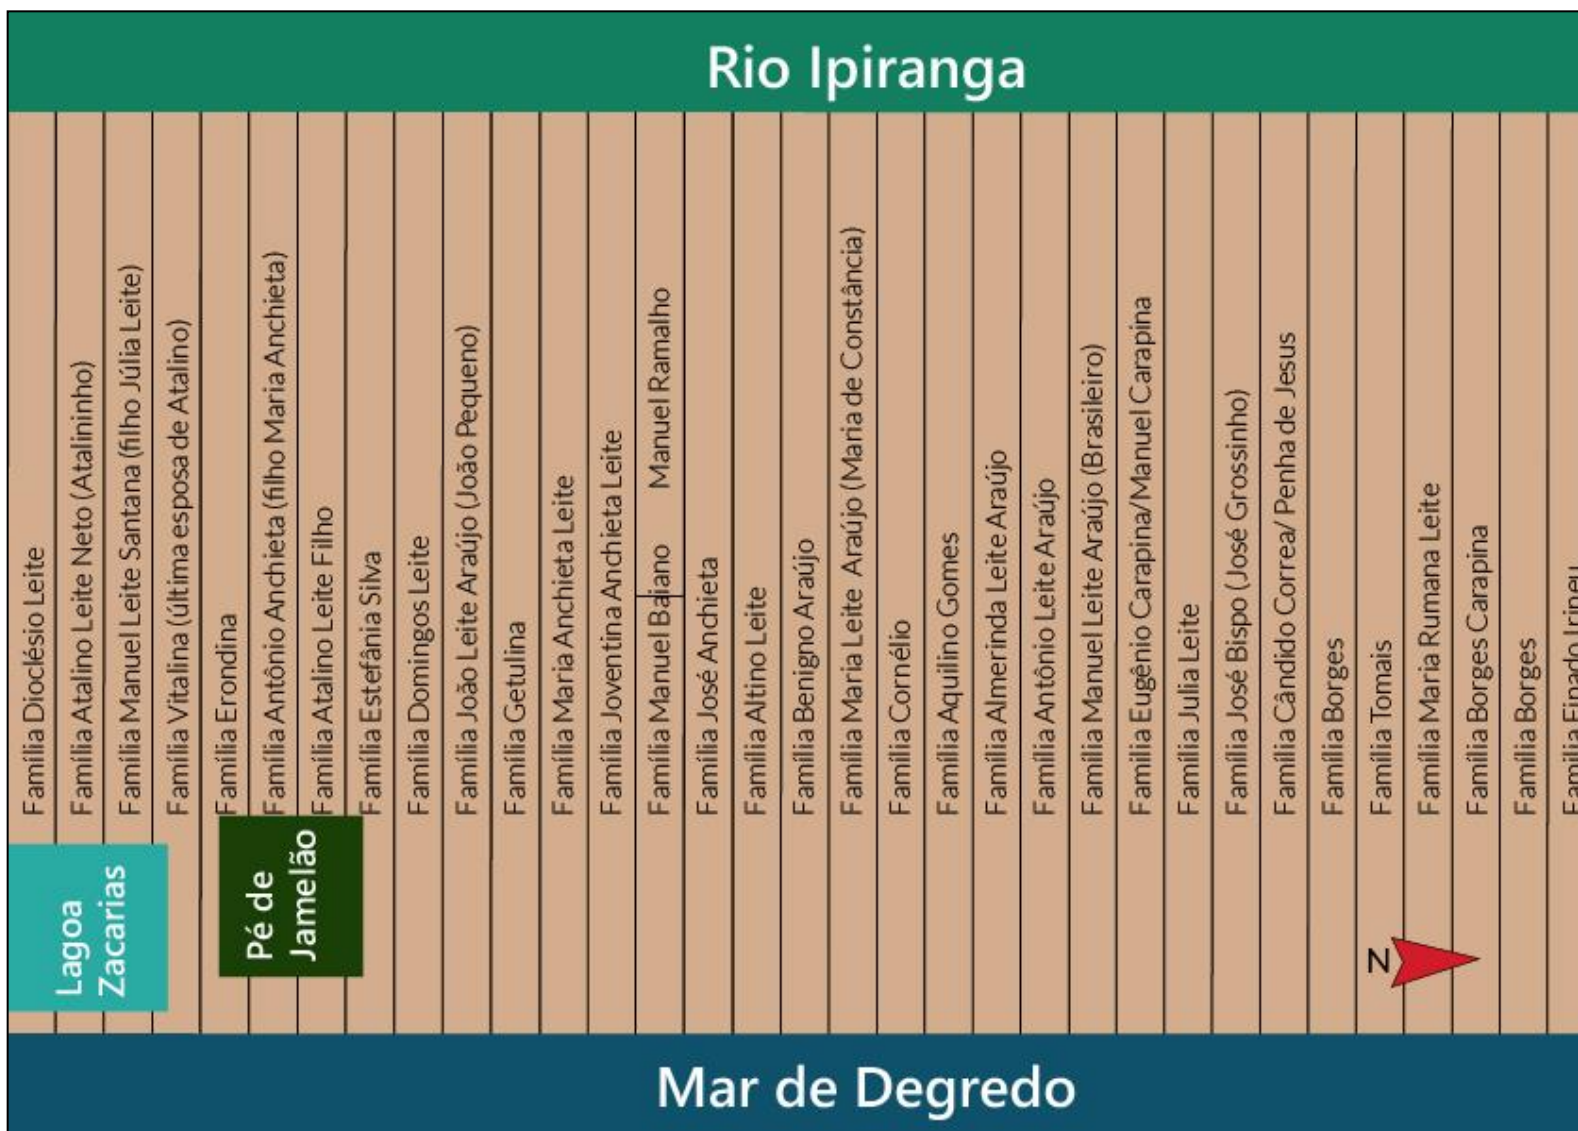 Rio Ipiranga
Família Dioclésio Leite
Família Atalino Leite Neto (Atalininho)
Família Manuel Leite Santana (filho Júlia Leite)
Família Vitalina (última esposa de Atalino)
Família Erondina
Família Antônio Anchieta (filho Maria Anchieta)
Família Atalino Leite Filho
Família Estefânia Silva
Família Domingos Leite
Família João Leite Araújo (João Pequeno)
Família Getulina
Família Maria Anchieta Leite
Família Joventina Anchieta Leite
Família Manuel Baiano Manuel Ramalho
Família José Anchieta
Família Altino Leite
Família Benigno Araújo
Família Maria Leite Araújo (Maria de Constância)
Família Cornélio
Família Aquilino Gomes
Família Almerinda Leite Araújo
Família Antônio Leite Araújo
Família Manuel Leite Araújo (Brasileiro)
Família Eugênio Carapina/Manuel Carapina
Família Julia Leite
Família José Bispo (José Grossinho)
Família Cândido Correa/ Penha de Jesus
Família Borges
Família Tomais
Família Maria Rumana Leite
Família Borges Carapina
Família Borges
Família Finado Irineu
Lagoa
Zacarias
Pé de
Jamelão
N
Mar de Degredo